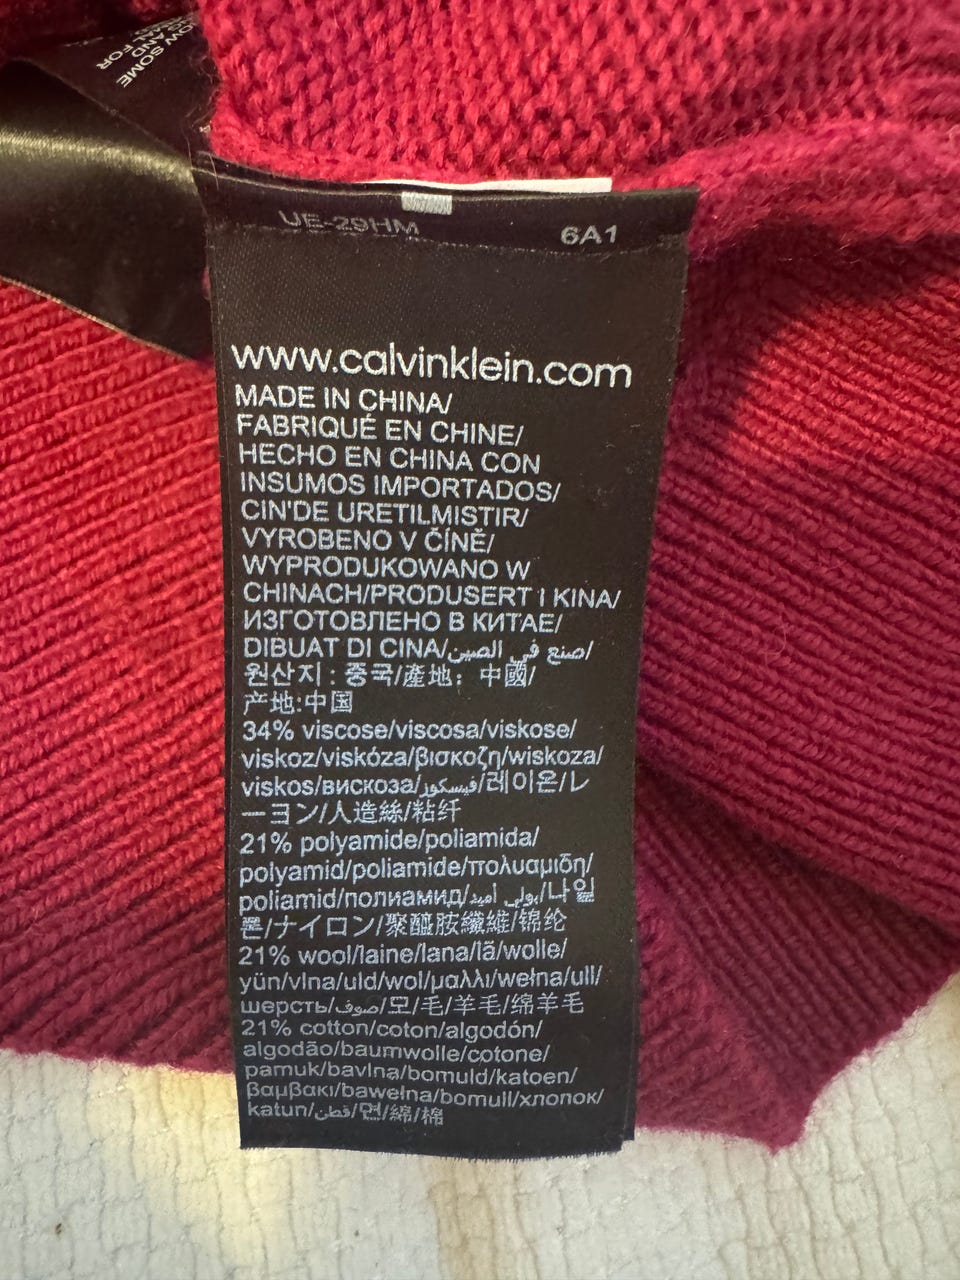 OW SOME
AND
FOR
UE-29HM 6A1
www.calvinklein.com
MADE IN CHINA/
FABRIQUÉ EN CHINE/
HECHO EN CHINA CON
INSUMOS IMPORTADOS/
CIN'DE URETILMISTIR/
VYROBENO V ČÍNĚ/
WYPRODUKOWANO W
CHINACH/PRODUSERT I KINA/
ИЗГОТОВЛЕНО В КИТАЕ/
DIBUAT DI CINA/صنع في الصين/
원산지 : 중국/產地：中國/
产地:中国
34% viscose/viscosa/viskose/
viskoz/viskóza/βισκοζη/wiskoza/
viskos/вискоза/فيسكوز/레이온/レ
ーヨン/人造絲/粘纤
21% polyamide/poliamida/
polyamid/poliamide/πολυαμιδη/
poliamid/полиамид/بولي أميد/나일
론/ナイロン/聚醯胺纖維/锦纶
21% wool/laine/lana/lã/wolle/
yün/vlna/uld/wol/μαλλι/wełna/ull/
шерсть/صوف/모/毛/羊毛/绵羊毛
21% cotton/coton/algodón/
algodão/baumwolle/cotone/
pamuk/bavlna/bomuld/katoen/
βαμβακι/bawełna/bomull/хлопок/
katun/قطن/면/綿/棉